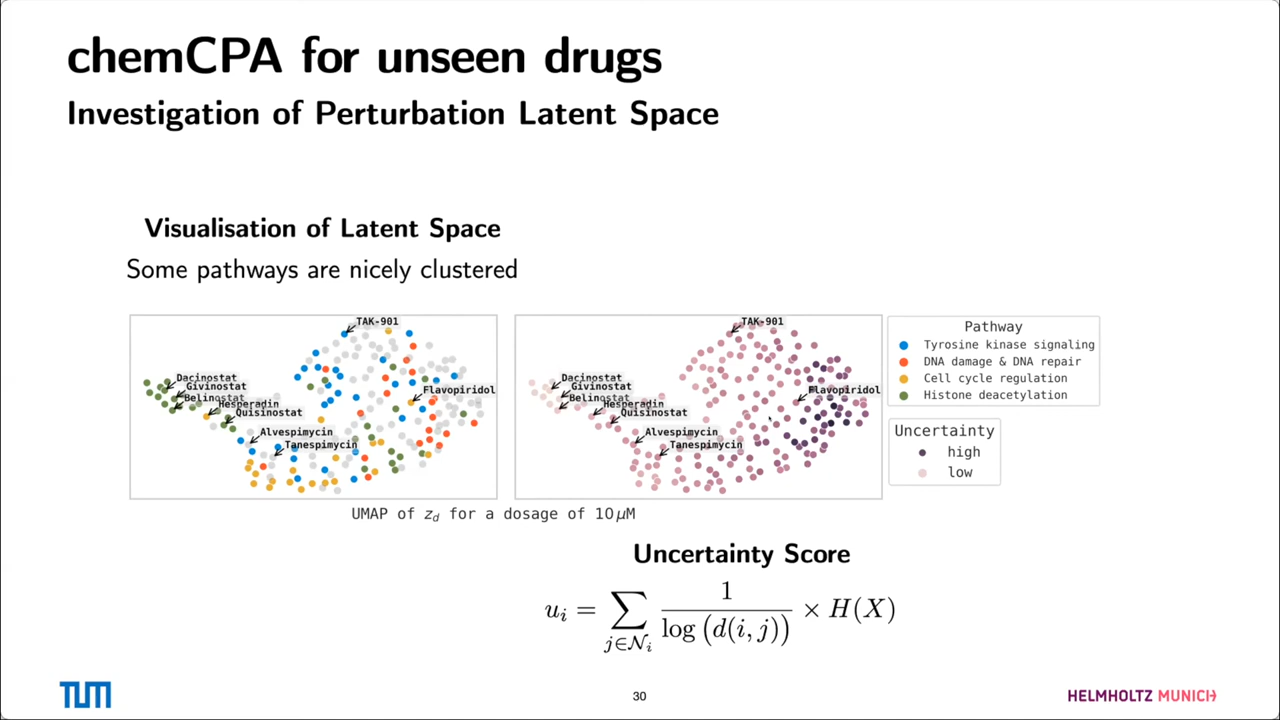 chemCPA for unseen drugs
Investigation of Perturbation Latent Space
Visualisation of Latent Space
Some pathways are nicely clustered
TAK-901
Dacinostat
Givinostat
Belinostat
Hesperadin
Quisinostat
Flavopiridol
Alvespimycin
Tanespimycin
TAK-901
Dacinostat
Givinostat
Belinostat
Hesperadin
Quisinostat
Flavopiridol
Alvespimycin
Tanespimycin
Pathway
Tyrosine kinase signaling
DNA damage & DNA repair
Cell cycle regulation
Histone deacetylation
Uncertainty
high
low
UMAP of z_d for a dosage of 10 μM
Uncertainty Score
u_i = ∑_{j∈𝒩_i} 1 / log(d(i, j)) × H(X)
TUM
30
HELMHOLTZ MUNICH